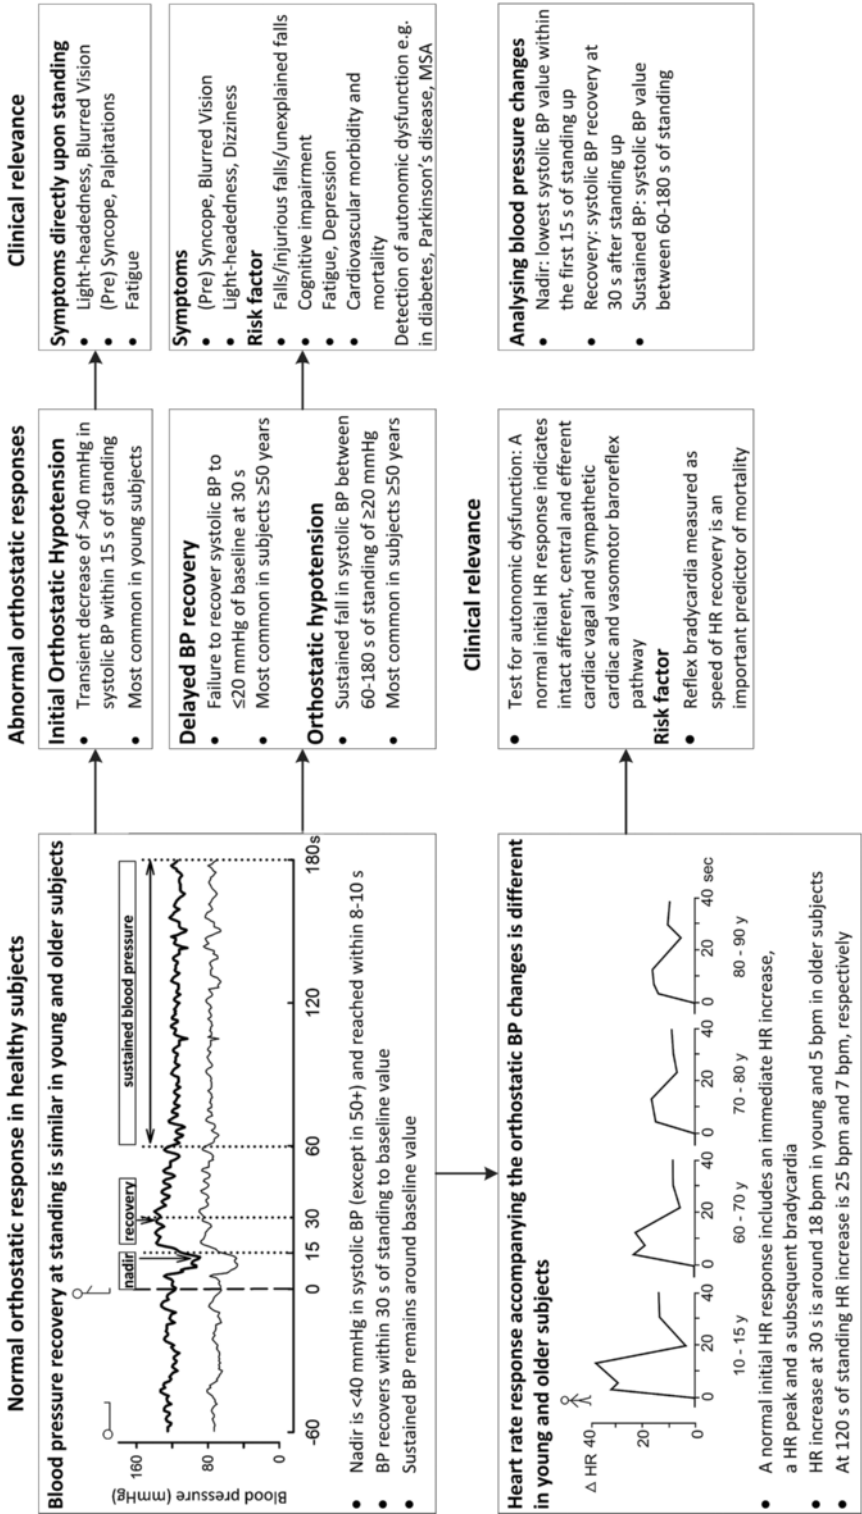 Normal orthostatic response in healthy subjects
Blood pressure recovery at standing is similar in young and older subjects
Blood pressure (mmHg)
160
80
0
nadir
recovery
sustained blood pressure
-60
0
15
30
60
120
180s
• Nadir is <40 mmHg in systolic BP (except in 50+) and reached within 8-10 s
• BP recovers within 30 s of standing to baseline value
• Sustained BP remains around baseline value
Abnormal orthostatic responses
Initial Orthostatic Hypotension
• Transient decrease of >40 mmHg in
systolic BP within 15 s of standing
• Most common in young subjects
Delayed BP recovery
• Failure to recover systolic BP to
≤20 mmHg of baseline at 30 s
• Most common in subjects ≥50 years
Orthostatic hypotension
• Sustained fall in systolic BP between
60-180 s of standing of ≥20 mmHg
• Most common in subjects ≥50 years
Clinical relevance
Symptoms directly upon standing
• Light-headedness, Blurred Vision
• (Pre) Syncope, Palpitations
• Fatigue
Symptoms
• (Pre) Syncope, Blurred Vision
• Light-headedness, Dizziness
Risk factor
• Falls/injurious falls/unexplained falls
• Cognitive impairment
• Fatigue, Depression
• Cardiovascular morbidity and
mortality
Detection of autonomic dysfunction e.g.
in diabetes, Parkinson's disease, MSA
Heart rate response accompanying the orthostatic BP changes is different
in young and older subjects
Δ HR 40
20
0
0 20 40
10 - 15 y
0 20 40
60 - 70 y
0 20 40
70 - 80 y
0 20 40 sec
80 - 90 y
• A normal initial HR response includes an immediate HR increase,
a HR peak and a subsequent bradycardia
• HR increase at 30 s is around 18 bpm in young and 5 bpm in older subjects
• At 120 s of standing HR increase is 25 bpm and 7 bpm, respectively
Clinical relevance
• Test for autonomic dysfunction: A
normal initial HR response indicates
intact afferent, central and efferent
cardiac vagal and sympathetic
cardiac and vasomotor baroreflex
pathway
Risk factor
• Reflex bradycardia measured as
speed of HR recovery is an
important predictor of mortality
Analysing blood pressure changes
• Nadir: lowest systolic BP value within
the first 15 s of standing up
• Recovery: systolic BP recovery at
30 s after standing up
• Sustained BP: systolic BP value
between 60-180 s of standing